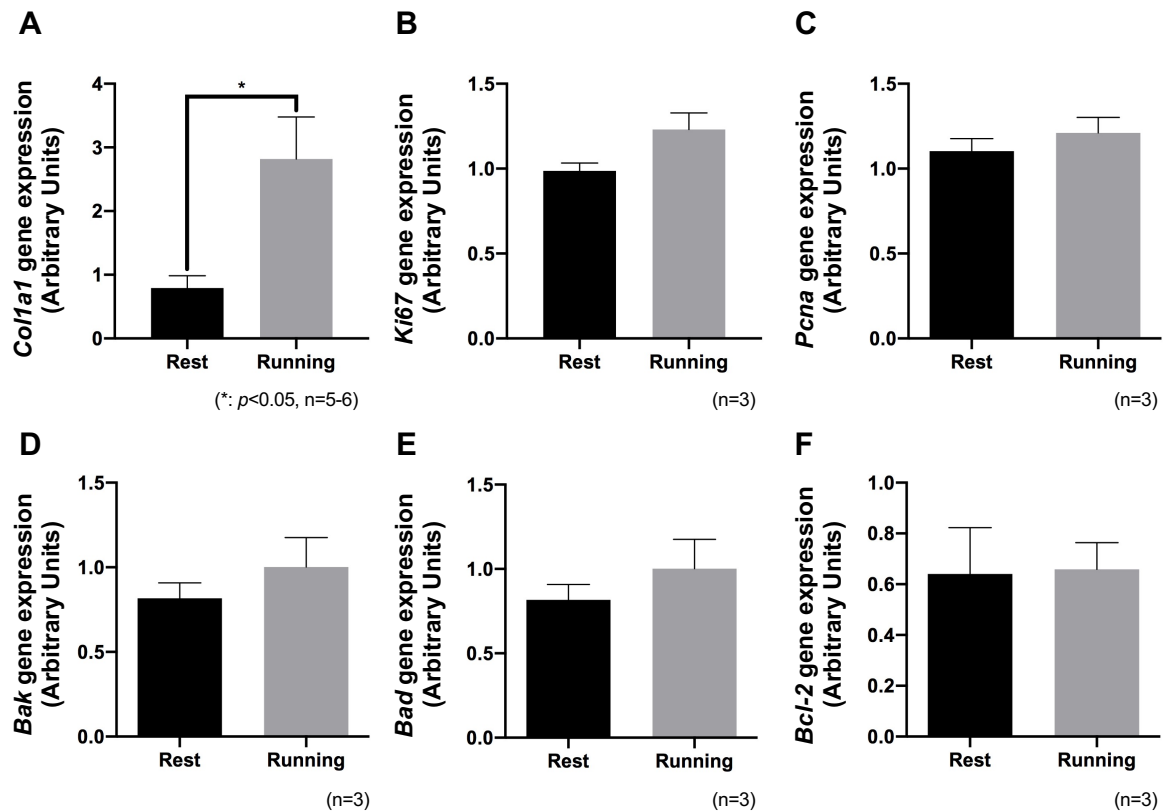 A
Col1a1 gene expression
(Arbitrary Units)
4
3
2
1
0
*
Rest Running
(*: p<0.05, n=5-6)
B
Ki67 gene expression
(Arbitrary Units)
1.5
1.0
0.5
0.0
Rest Running
(n=3)
C
Pcna gene expression
(Arbitrary Units)
1.5
1.0
0.5
0.0
Rest Running
(n=3)
D
Bak gene expression
(Arbitrary Units)
1.5
1.0
0.5
0.0
Rest Running
(n=3)
E
Bad gene expression
(Arbitrary Units)
1.5
1.0
0.5
0.0
Rest Running
(n=3)
F
Bcl-2 gene expression
(Arbitrary Units)
1.0
0.8
0.6
0.4
0.2
0.0
Rest Running
(n=3)